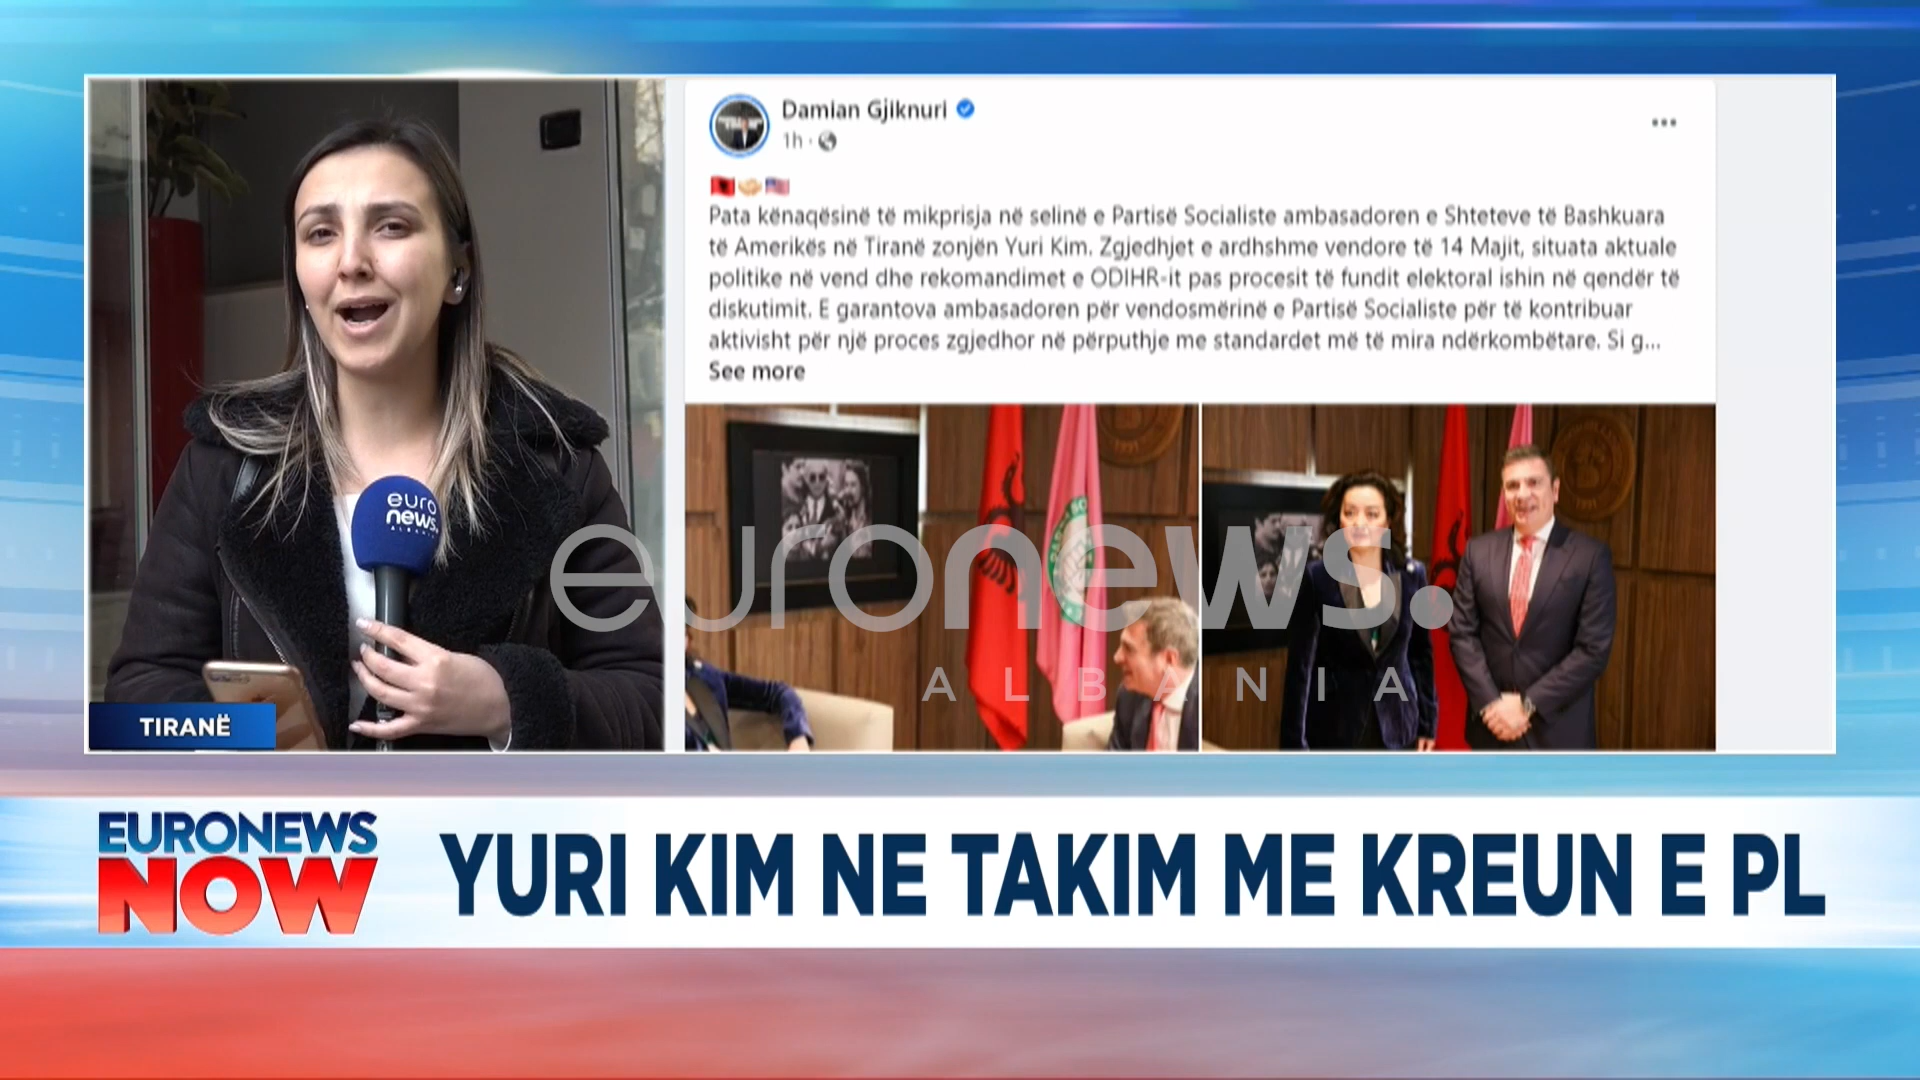 Damian Gjiknuri
1h
Pata kënaqësinë të mikprisja në selinë e Partisë Socialiste ambasadoren e Shteteve të Bashkuara
të Amerikës në Tiranë zonjën Yuri Kim. Zgjedhjet e ardhshme vendore të 14 Majit, situata aktuale
politike në vend dhe rekomandimet e ODIHR-it pas procesit të fundit elektoral ishin në qendër të
diskutimit. E garantova ambasadoren për vendosmërinë e Partisë Socialiste për të kontribuar
aktivisht për një proces zgjedhor në përputhje me standardet më të mira ndërkombëtare. Si g...
See more
euro
news.
ALBANIA
euronews.
ALBANIA
TIRANË
EURONEWS
NOW
YURI KIM NE TAKIM ME KREUN E PL